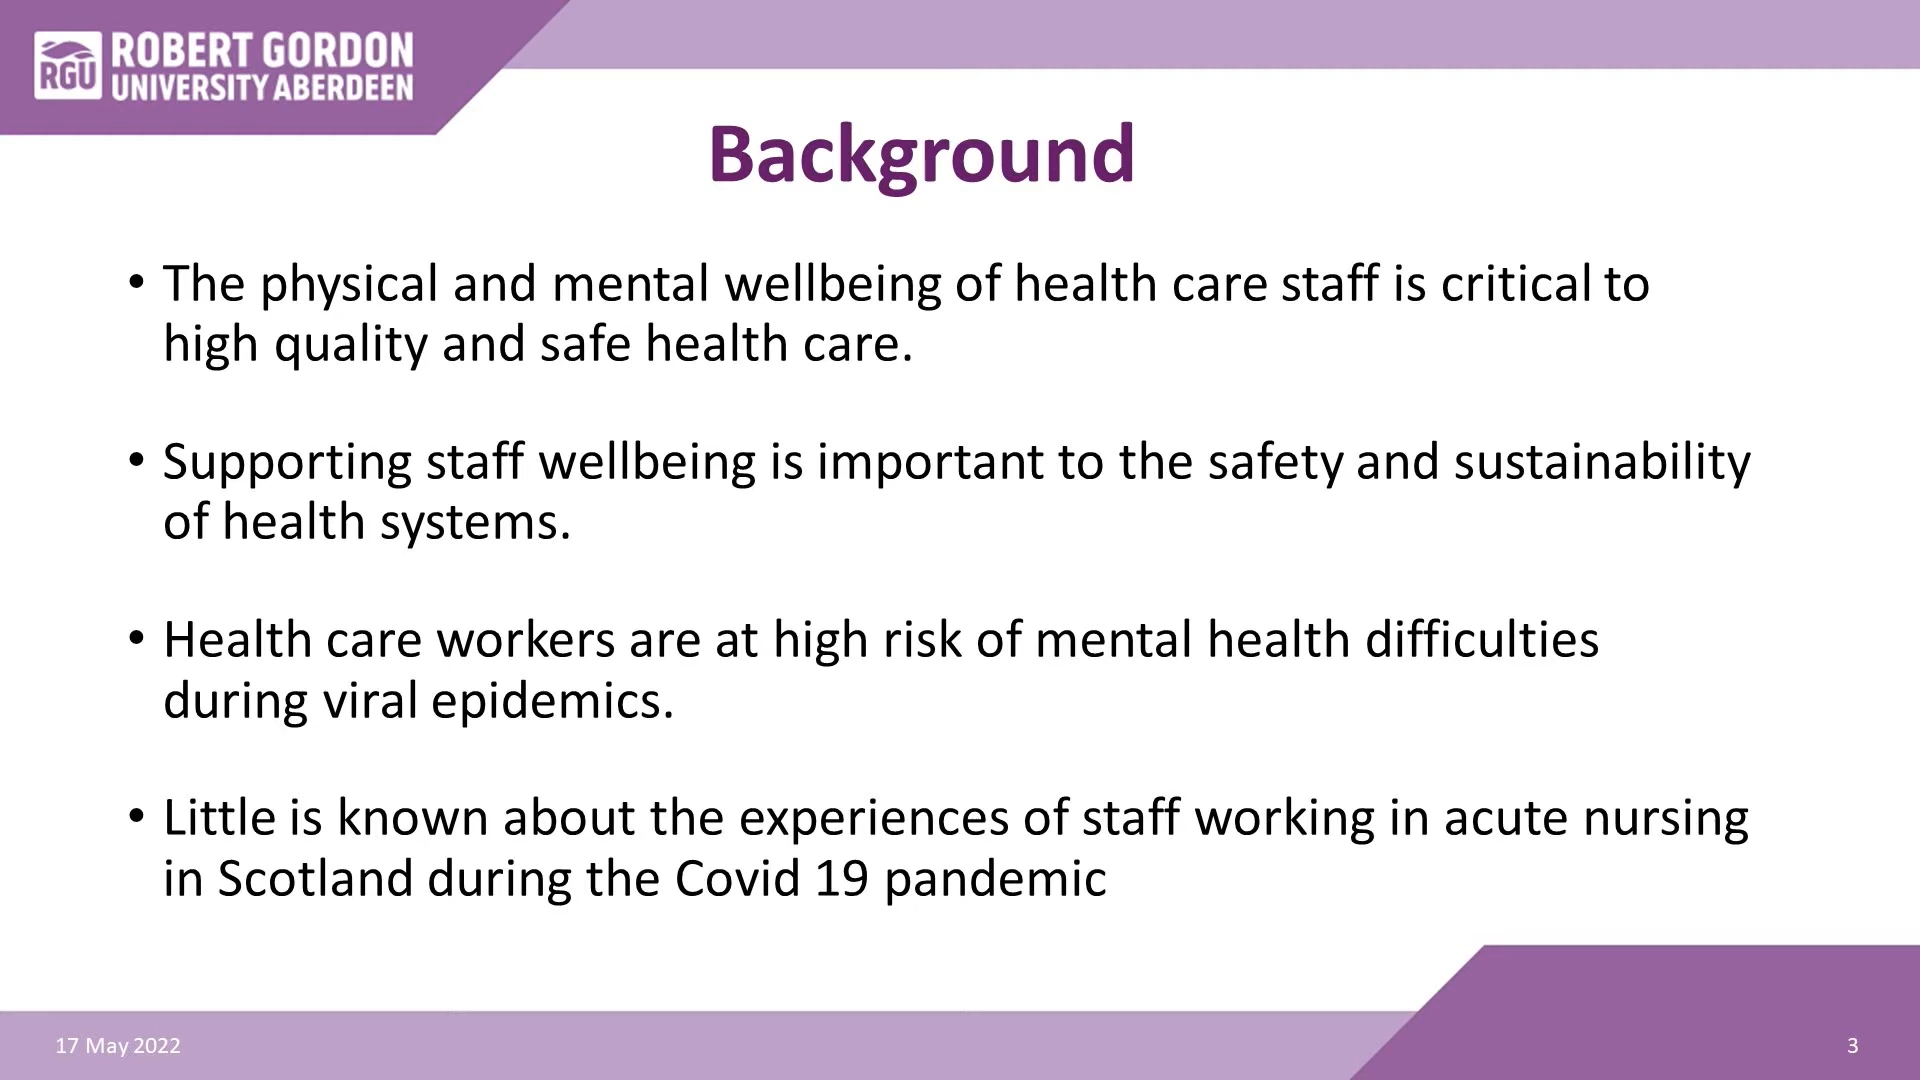 RGU
ROBERT GORDON
UNIVERSITY ABERDEEN
Background
• The physical and mental wellbeing of health care staff is critical to
high quality and safe health care.
• Supporting staff wellbeing is important to the safety and sustainability
of health systems.
• Health care workers are at high risk of mental health difficulties
during viral epidemics.
• Little is known about the experiences of staff working in acute nursing
in Scotland during the Covid 19 pandemic
17 May 2022
3